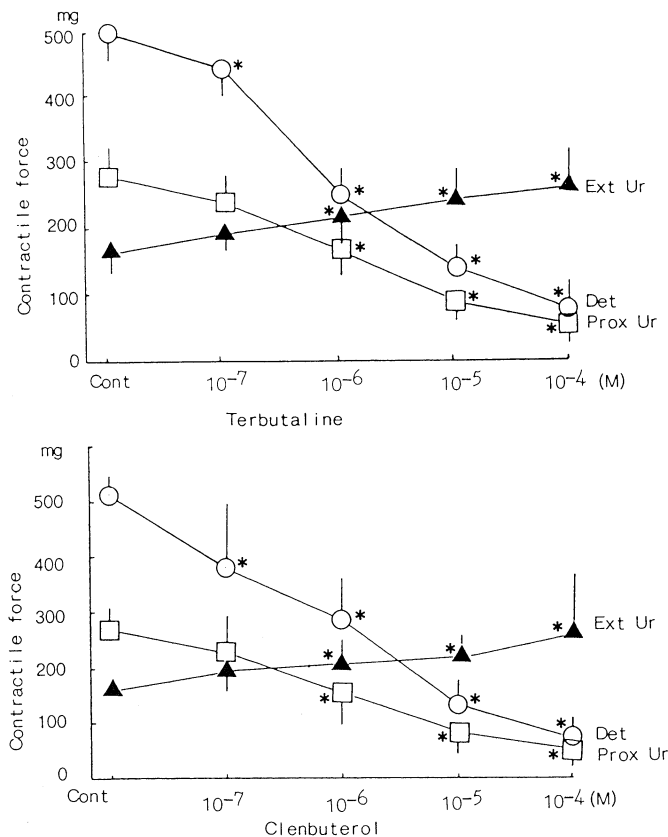 mg
500
400
300
200
100
0
Contractile force
* * * * * * * * * * *
Ext Ur
Det
Prox Ur
Cont 10-7 10-6 10-5 10-4 (M)
Terbutaline
mg
500
400
300
200
100
0
Contractile force
* * * * * * * * * * *
Ext Ur
Det
Prox Ur
Cont 10-7 10-6 10-5 10-4 (M)
Clenbuterol